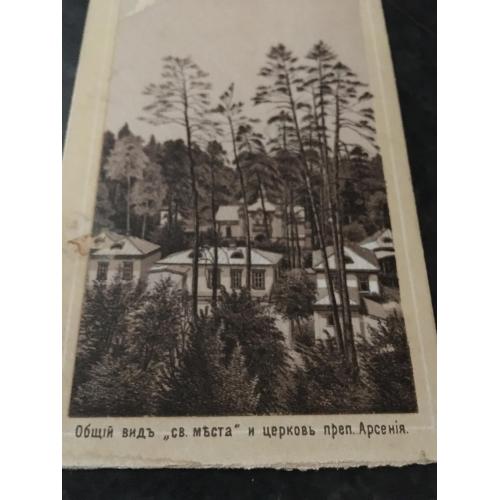 Общій видъ „св. мѣста“ и церковь преп. Арсенія.